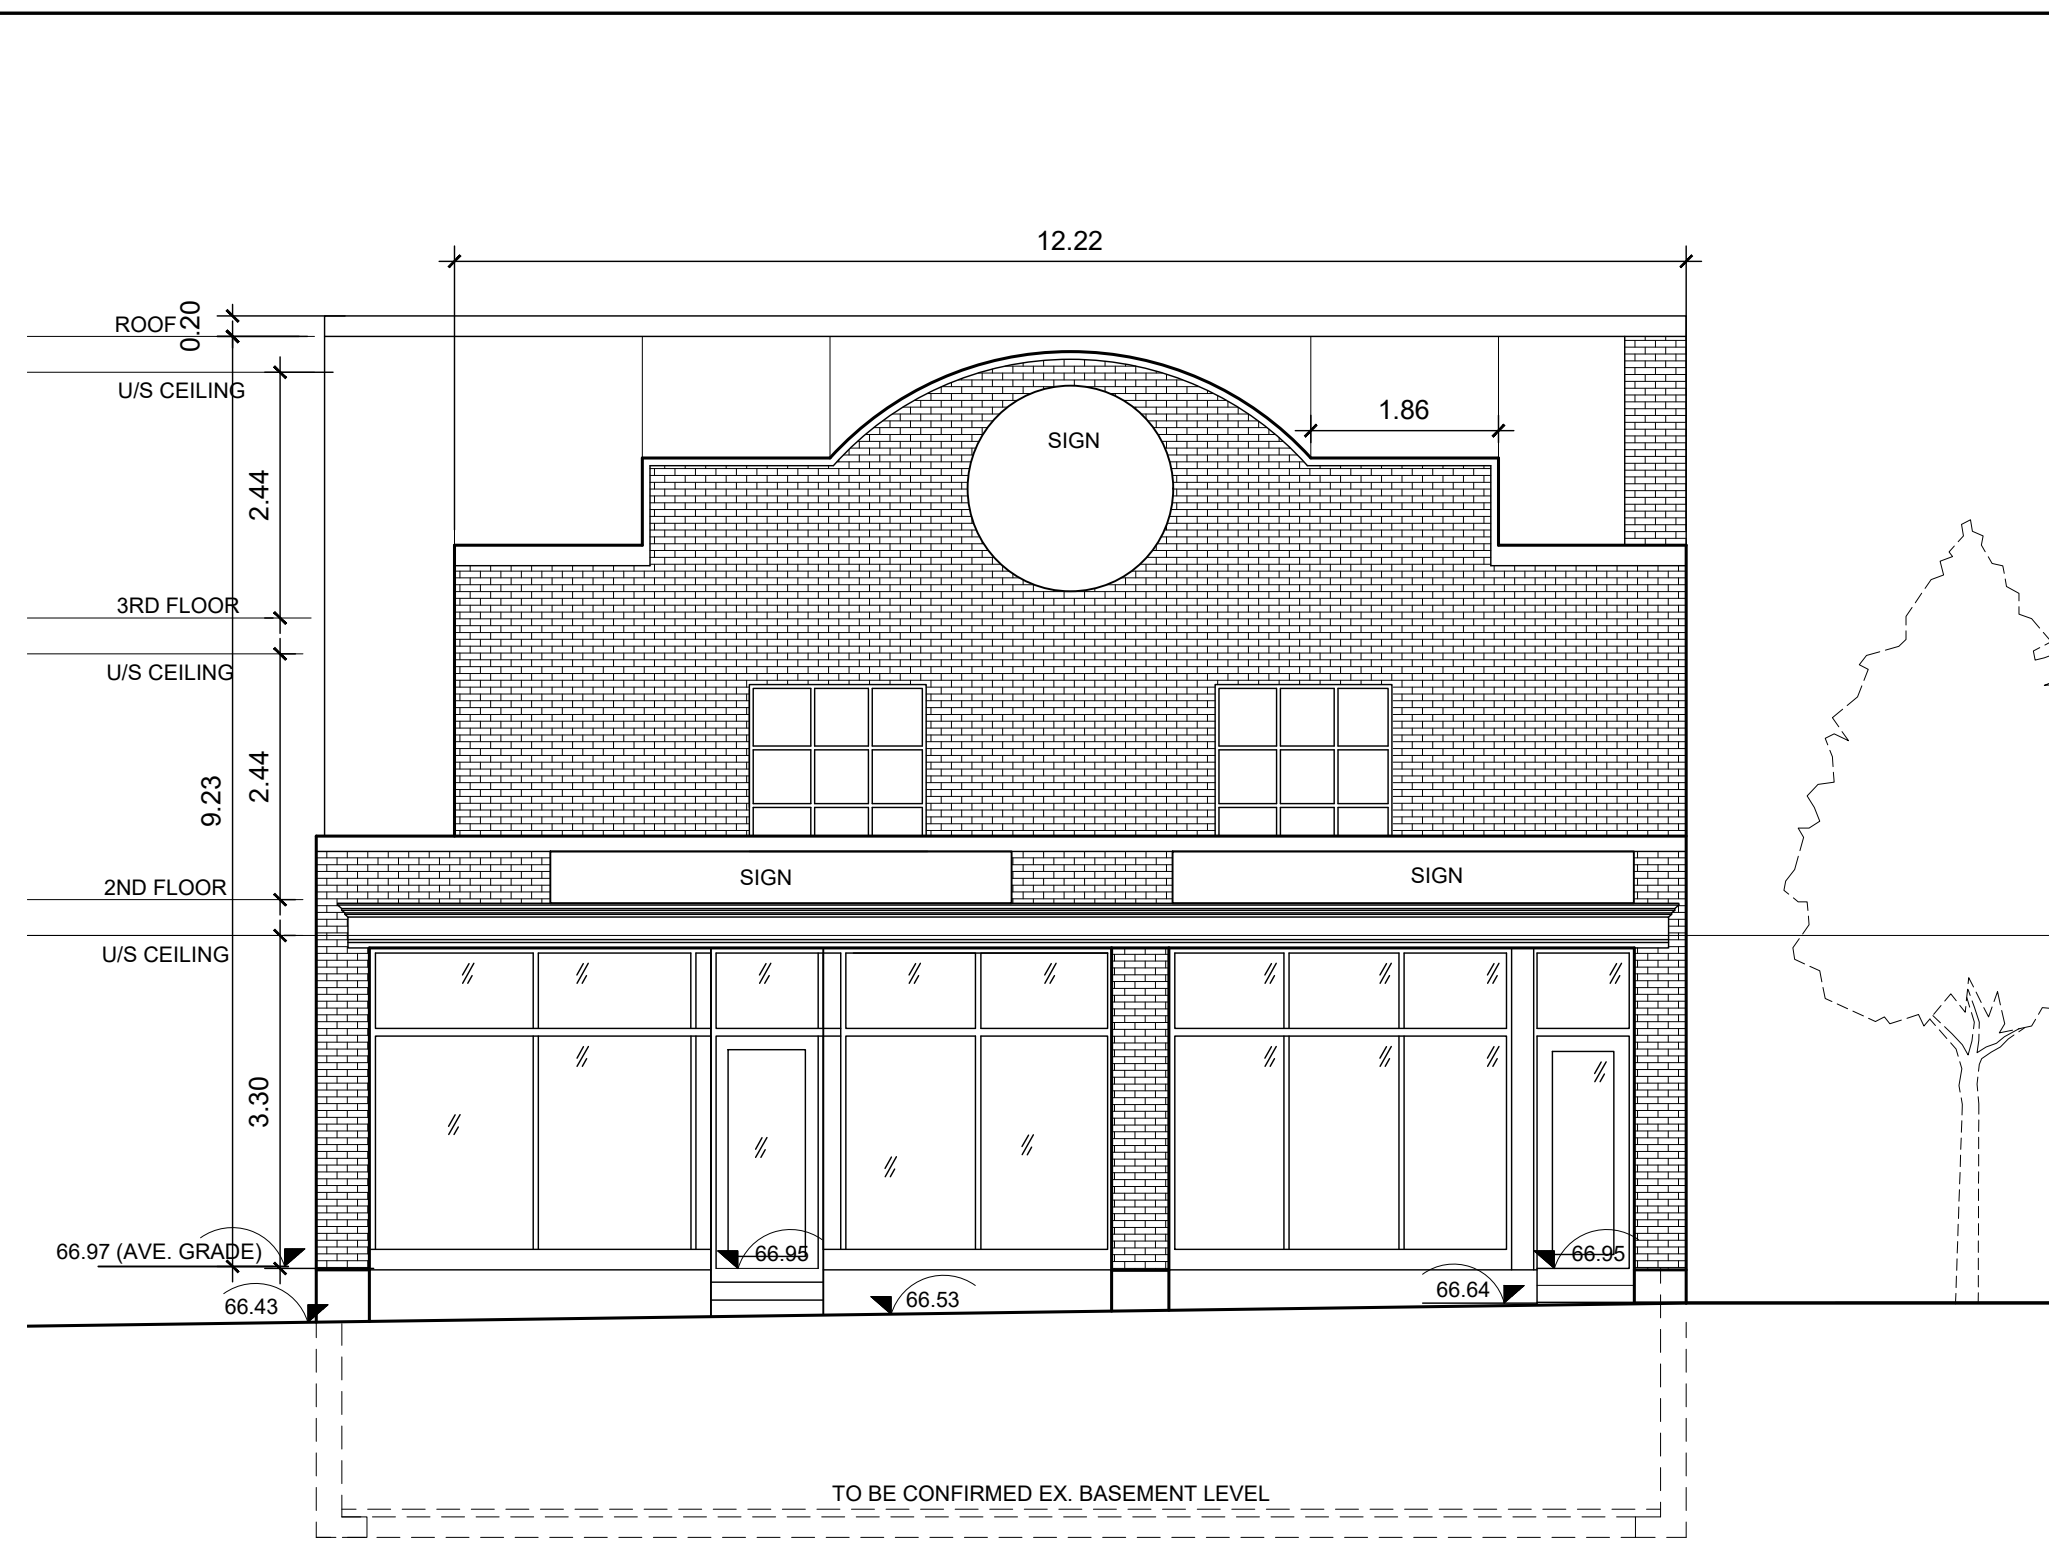 12.22
ROOF
0.20
U/S CEILING
1.86
SIGN
2.44
3RD FLOOR
U/S CEILING
2.44
9.23
SIGN
SIGN
2ND FLOOR
U/S CEILING
3.30
66.97 (AVE. GRADE)
66.95
66.95
66.43
66.53
66.64
TO BE CONFIRMED EX. BASEMENT LEVEL